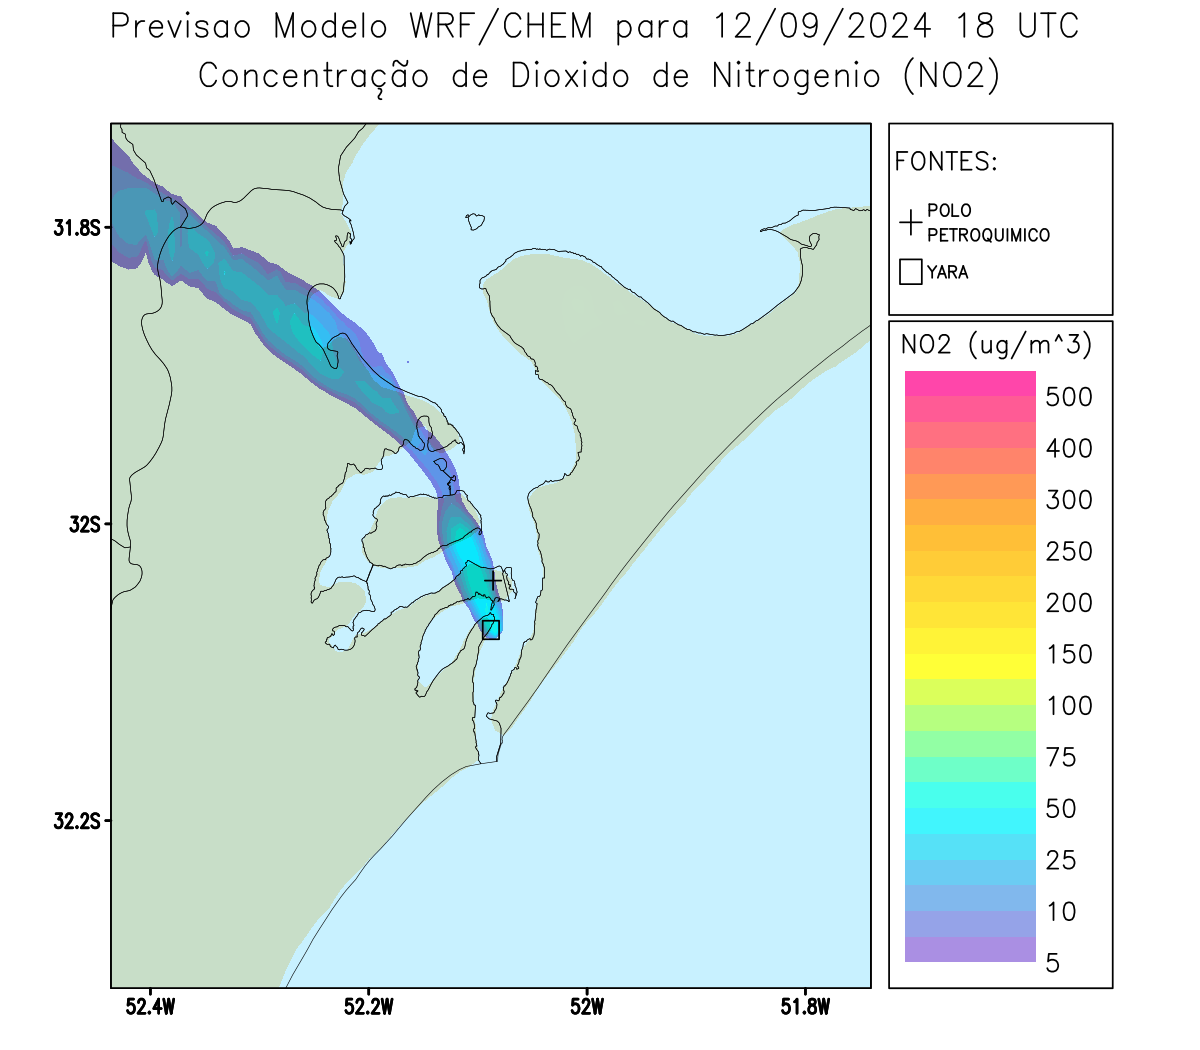 Previsao Modelo WRF/CHEM para 12/09/2024 18 UTC
Concentração de Dioxido de Nitrogenio (NO2)
FONTES:
POLO
PETROQUIMICO
YARA
NO2 (ug/m^3)
500
400
300
250
200
150
100
75
50
25
10
5
31.8S
32S
32.2S
52.4W
52.2W
52W
51.8W